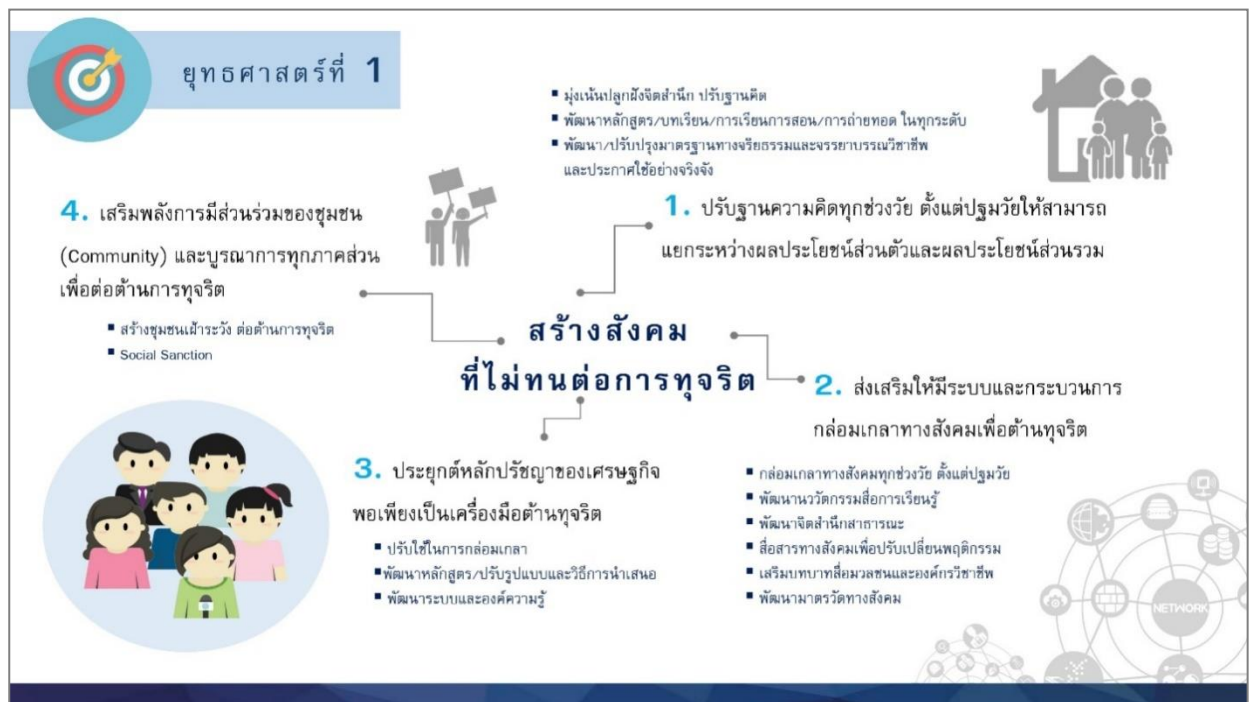 ยุทธศาสตร์ที่ 1
▪ มุ่งเน้นปลูกฝังจิตสำนึก ปรับฐานคิด
▪ พัฒนาหลักสูตร/บทเรียน/การเรียนการสอน/การถ่ายทอด ในทุกระดับ
▪ พัฒนา/ปรับปรุงมาตรฐานทางจริยธรรมและจรรยาบรรณวิชาชีพ
และประกาศใช้อย่างจริงจัง
1. ปรับฐานความคิดทุกช่วงวัย ตั้งแต่ปฐมวัยให้สามารถ
แยกระหว่างผลประโยชน์ส่วนตัวและผลประโยชน์ส่วนรวม
4. เสริมพลังการมีส่วนร่วมของชุมชน
(Community) และบูรณาการทุกภาคส่วน
เพื่อต่อต้านการทุจริต
▪ สร้างชุมชนเฝ้าระวัง ต่อต้านการทุจริต
▪ Social Sanction
สร้างสังคม
ที่ไม่ทนต่อการทุจริต
2. ส่งเสริมให้มีระบบและกระบวนการ
กล่อมเกลาทางสังคมเพื่อต้านทุจริต
▪ กล่อมเกลาทางสังคมทุกช่วงวัย ตั้งแต่ปฐมวัย
▪ พัฒนานวัตกรรมสื่อการเรียนรู้
▪ พัฒนาจิตสำนึกสาธารณะ
▪ สื่อสารทางสังคมเพื่อปรับเปลี่ยนพฤติกรรม
▪ เสริมบทบาทสื่อมวลชนและองค์กรวิชาชีพ
▪ พัฒนามาตรวัดทางสังคม
3. ประยุกต์หลักปรัชญาของเศรษฐกิจ
พอเพียงเป็นเครื่องมือต้านทุจริต
▪ ปรับใช้ในการกล่อมเกลา
▪พัฒนาหลักสูตร/ปรับรูปแบบและวิธีการนำเสนอ
▪ พัฒนาระบบและองค์ความรู้
NETWORK